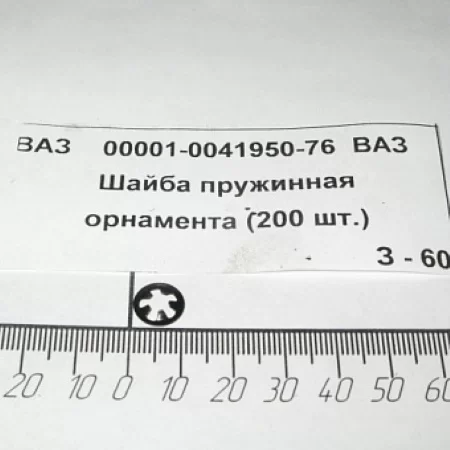 ВАЗ 00001-0041950-76 ВАЗ
Шайба пружинная
орнамента (200 шт.)
З - 60
20 10 0 10 20 30 40 50 60